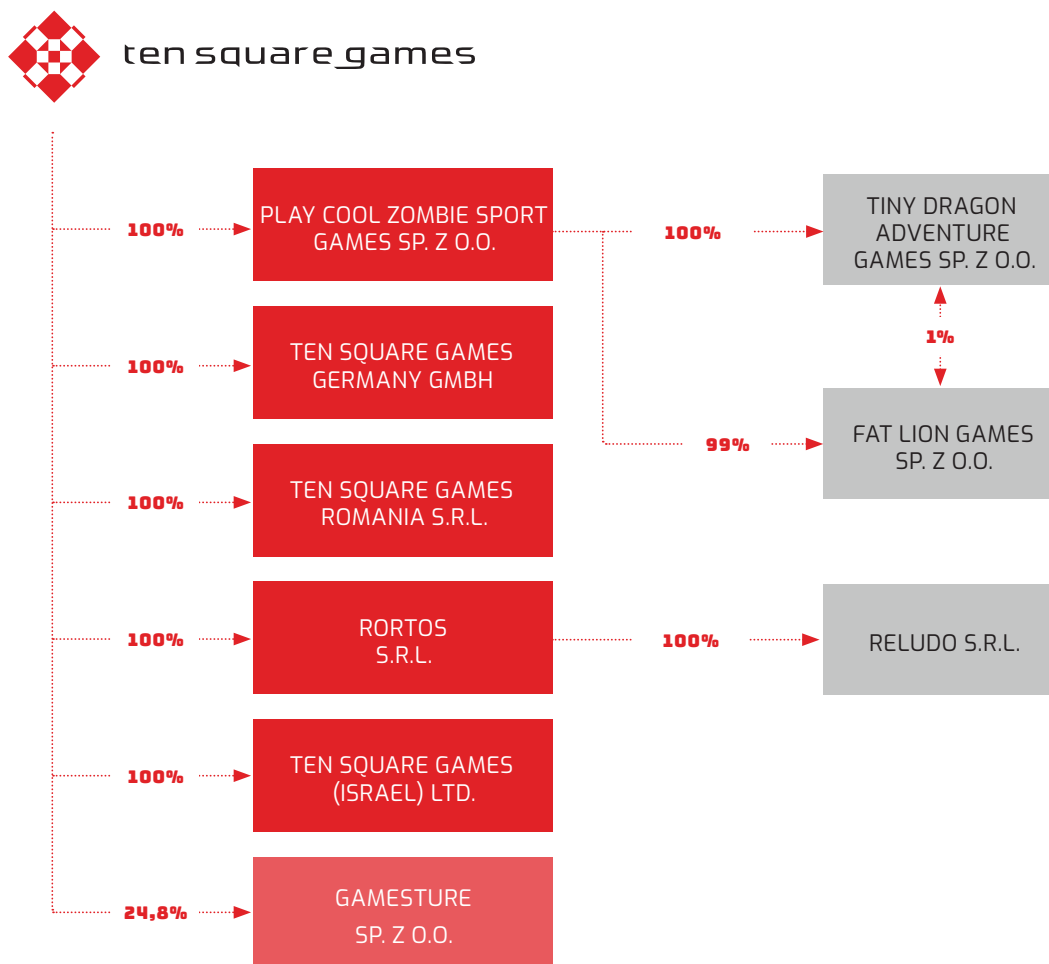 ten square games
100%
PLAY COOL ZOMBIE SPORT
GAMES SP. Z O.O.
100%
TINY DRAGON
ADVENTURE
GAMES SP. Z O.O.
1%
100%
TEN SQUARE GAMES
GERMANY GMBH
99%
FAT LION GAMES
SP. Z O.O.
100%
TEN SQUARE GAMES
ROMANIA S.R.L.
100%
RORTOS
S.R.L.
100%
RELUDO S.R.L.
100%
TEN SQUARE GAMES
(ISRAEL) LTD.
24,8%
GAMESTURE
SP. Z O.O.